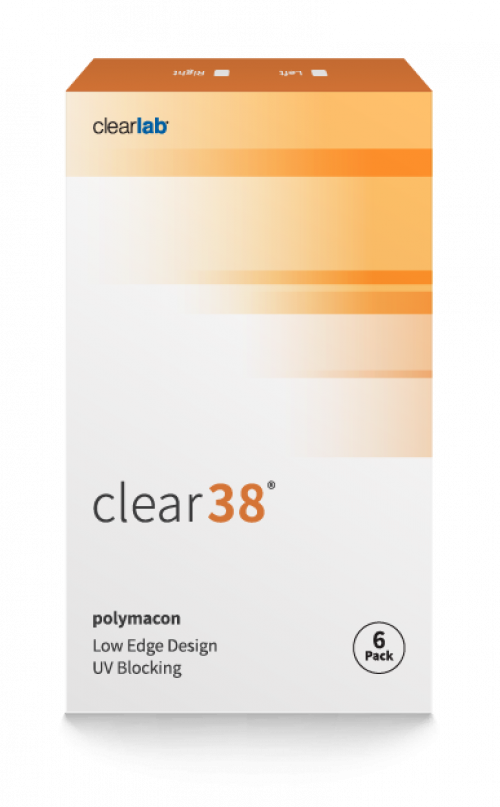 Right Left
clearlab
clear38®
polymacon
Low Edge Design
UV Blocking
6
Pack